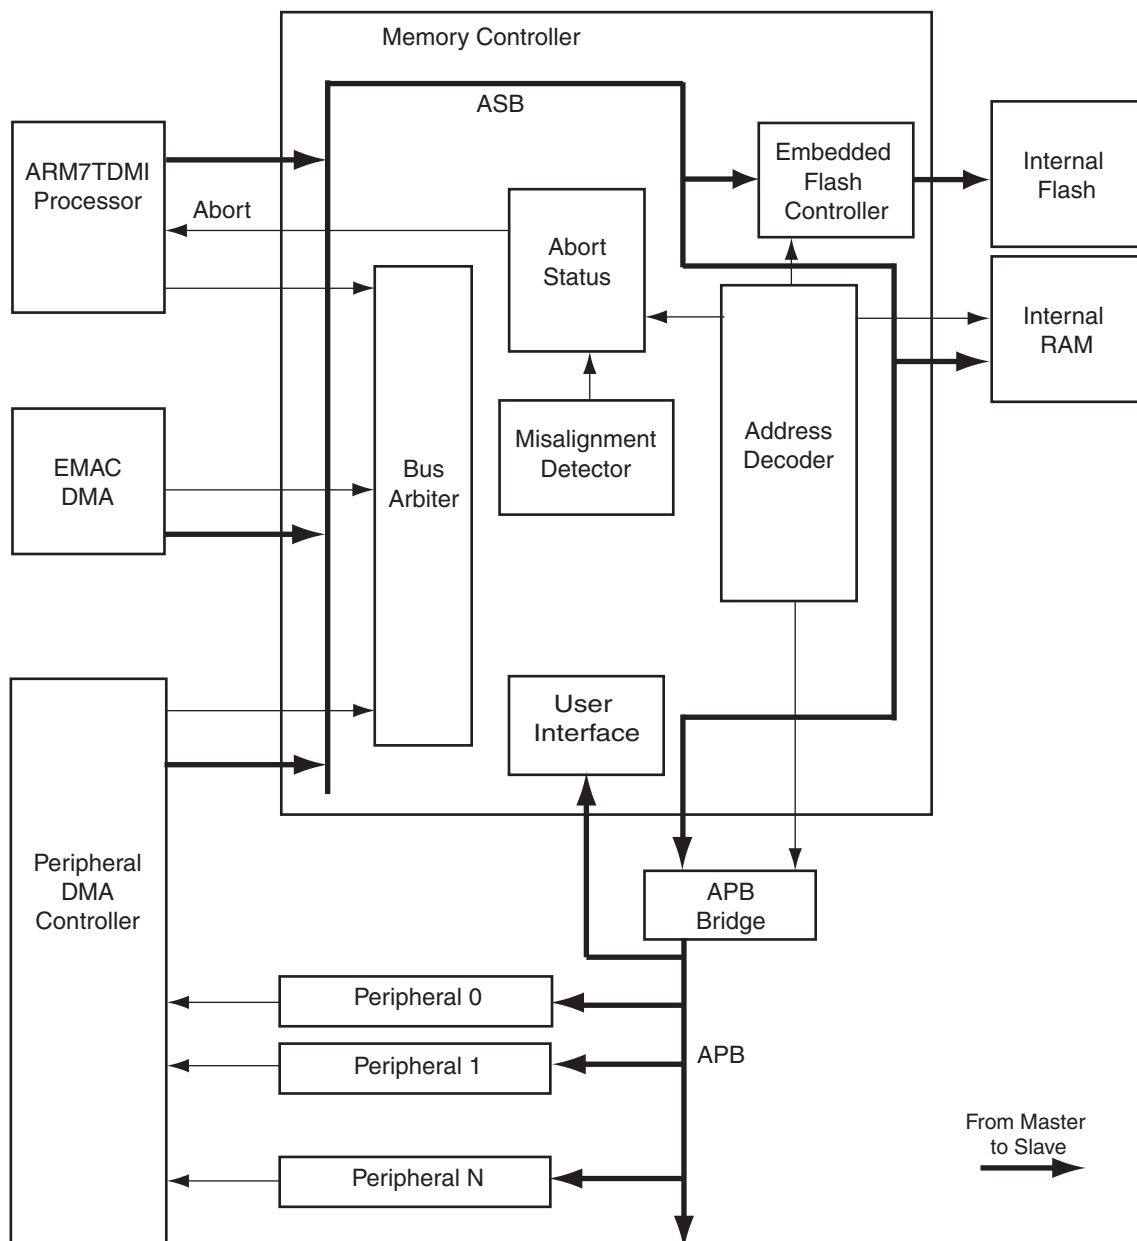 Memory Controller
ASB
ARM7TDMI
Processor
Abort
Embedded
Flash
Controller
Internal
Flash
Abort
Status
Internal
RAM
EMAC
DMA
Bus
Arbiter
Misalignment
Detector
Address
Decoder
User
Interface
Peripheral
DMA
Controller
APB
Bridge
Peripheral 0
Peripheral 1
APB
Peripheral N
From Master
to Slave